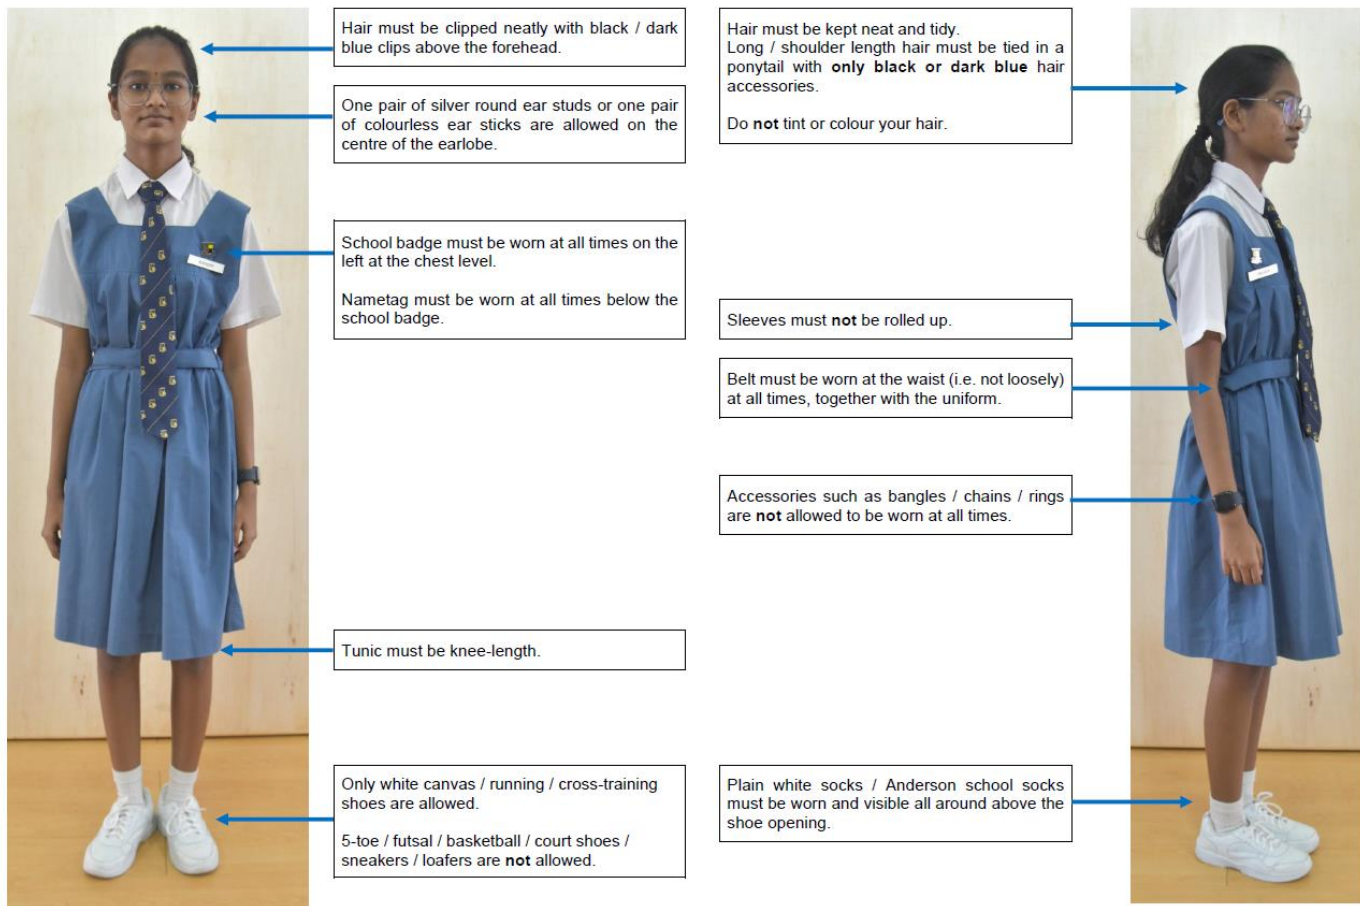 Hair must be clipped neatly with black / dark
blue clips above the forehead.
One pair of silver round ear studs or one pair
of colourless ear sticks are allowed on the
centre of the earlobe.
School badge must be worn at all times on the
left at the chest level.
Nametag must be worn at all times below the
school badge.
Tunic must be knee-length.
Only white canvas / running / cross-training
shoes are allowed.
5-toe / futsal / basketball / court shoes /
sneakers / loafers are not allowed.
Hair must be kept neat and tidy.
Long / shoulder length hair must be tied in a
ponytail with only black or dark blue hair
accessories.
Do not tint or colour your hair.
Sleeves must not be rolled up.
Belt must be worn at the waist (i.e. not loosely)
at all times, together with the uniform.
Accessories such as bangles / chains / rings
are not allowed to be worn at all times.
Plain white socks / Anderson school socks
must be worn and visible all around above the
shoe opening.